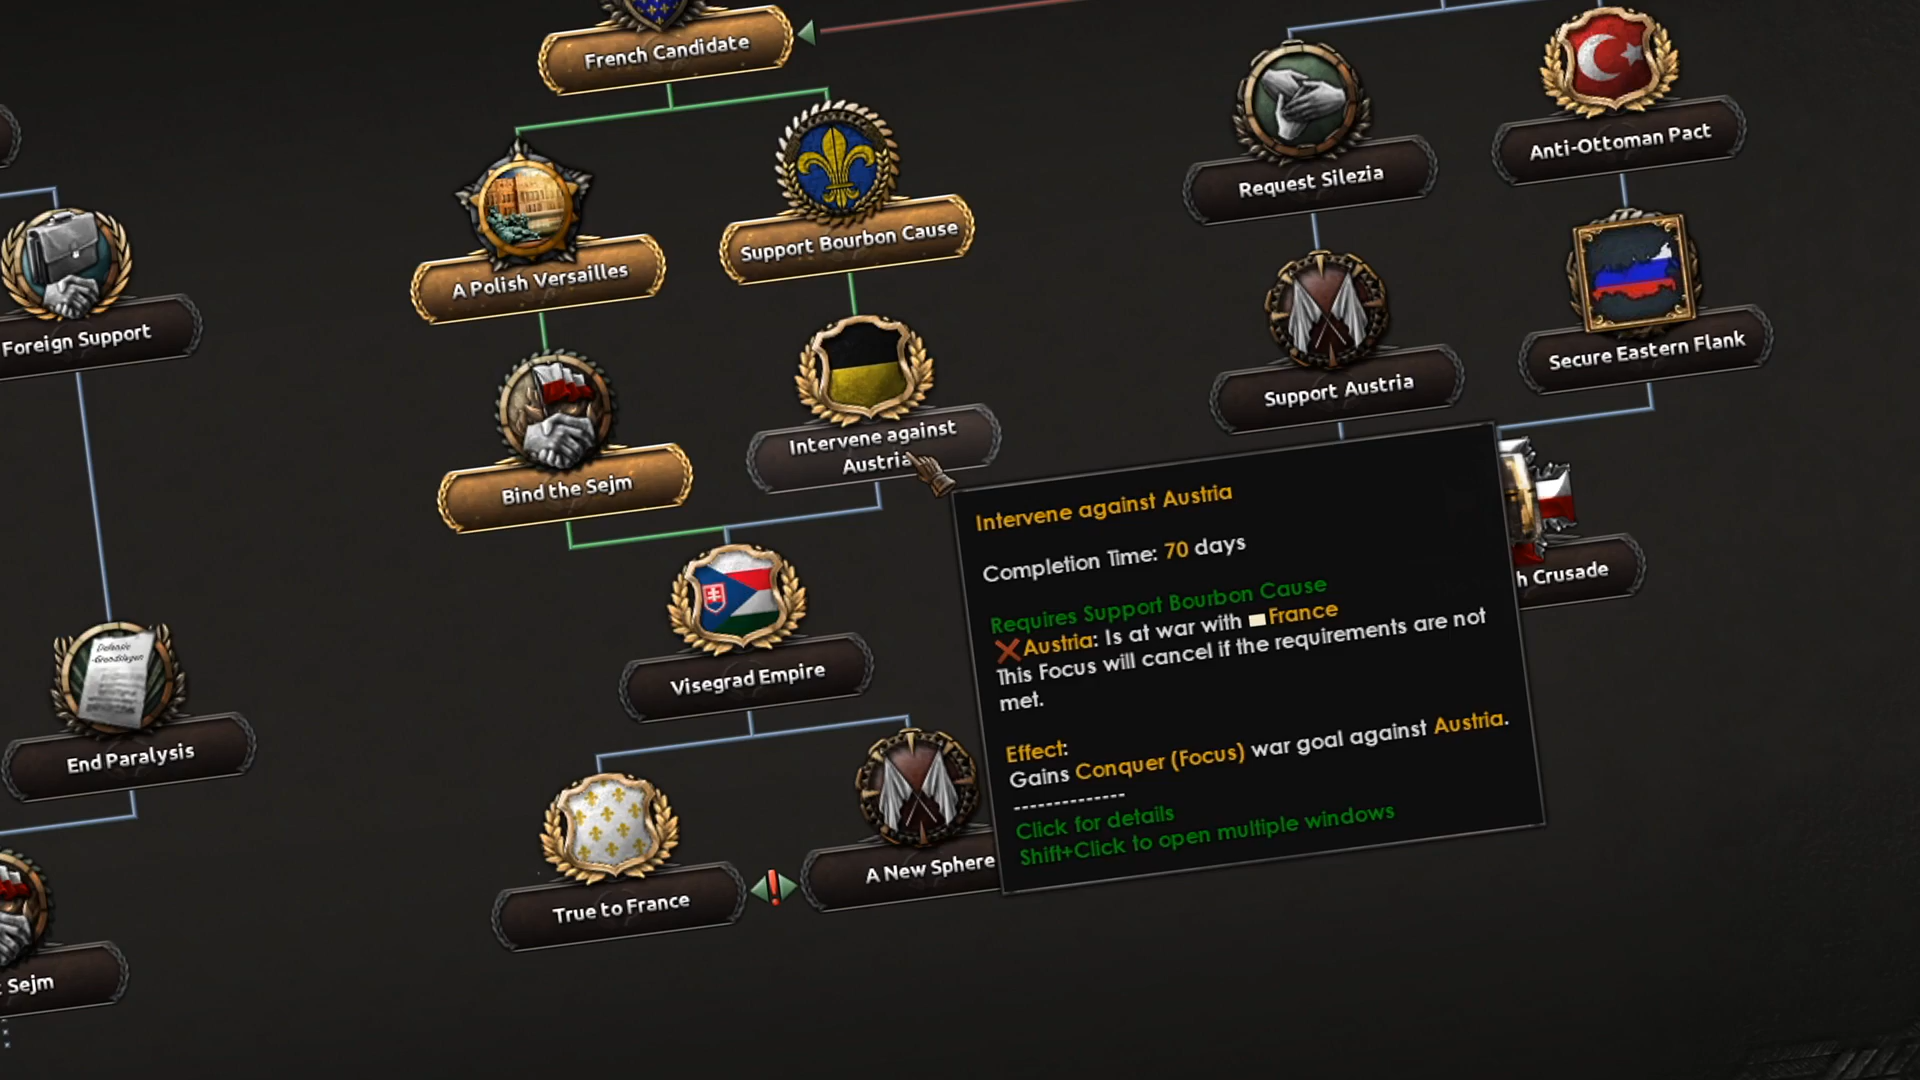 French Candidate
Anti-Ottoman Pact
Request Silezia
Support Bourbon Cause
A Polish Versailles
Foreign Support
Secure Eastern Flank
Support Austria
Intervene against
Austria
Bind the Sejm
Crusade
Visegrad Empire
Defensie
-Grondslagen
End Paralysis
True to France
A New Sphere
Sejm
Intervene against Austria
Completion Time: 70 days
Requires Support Bourbon Cause
Austria: Is at war with France
This Focus will cancel if the requirements are not
met.
Effect:
Gains Conquer (Focus) war goal against Austria.
--------------
Click for details
Shift+Click to open multiple windows